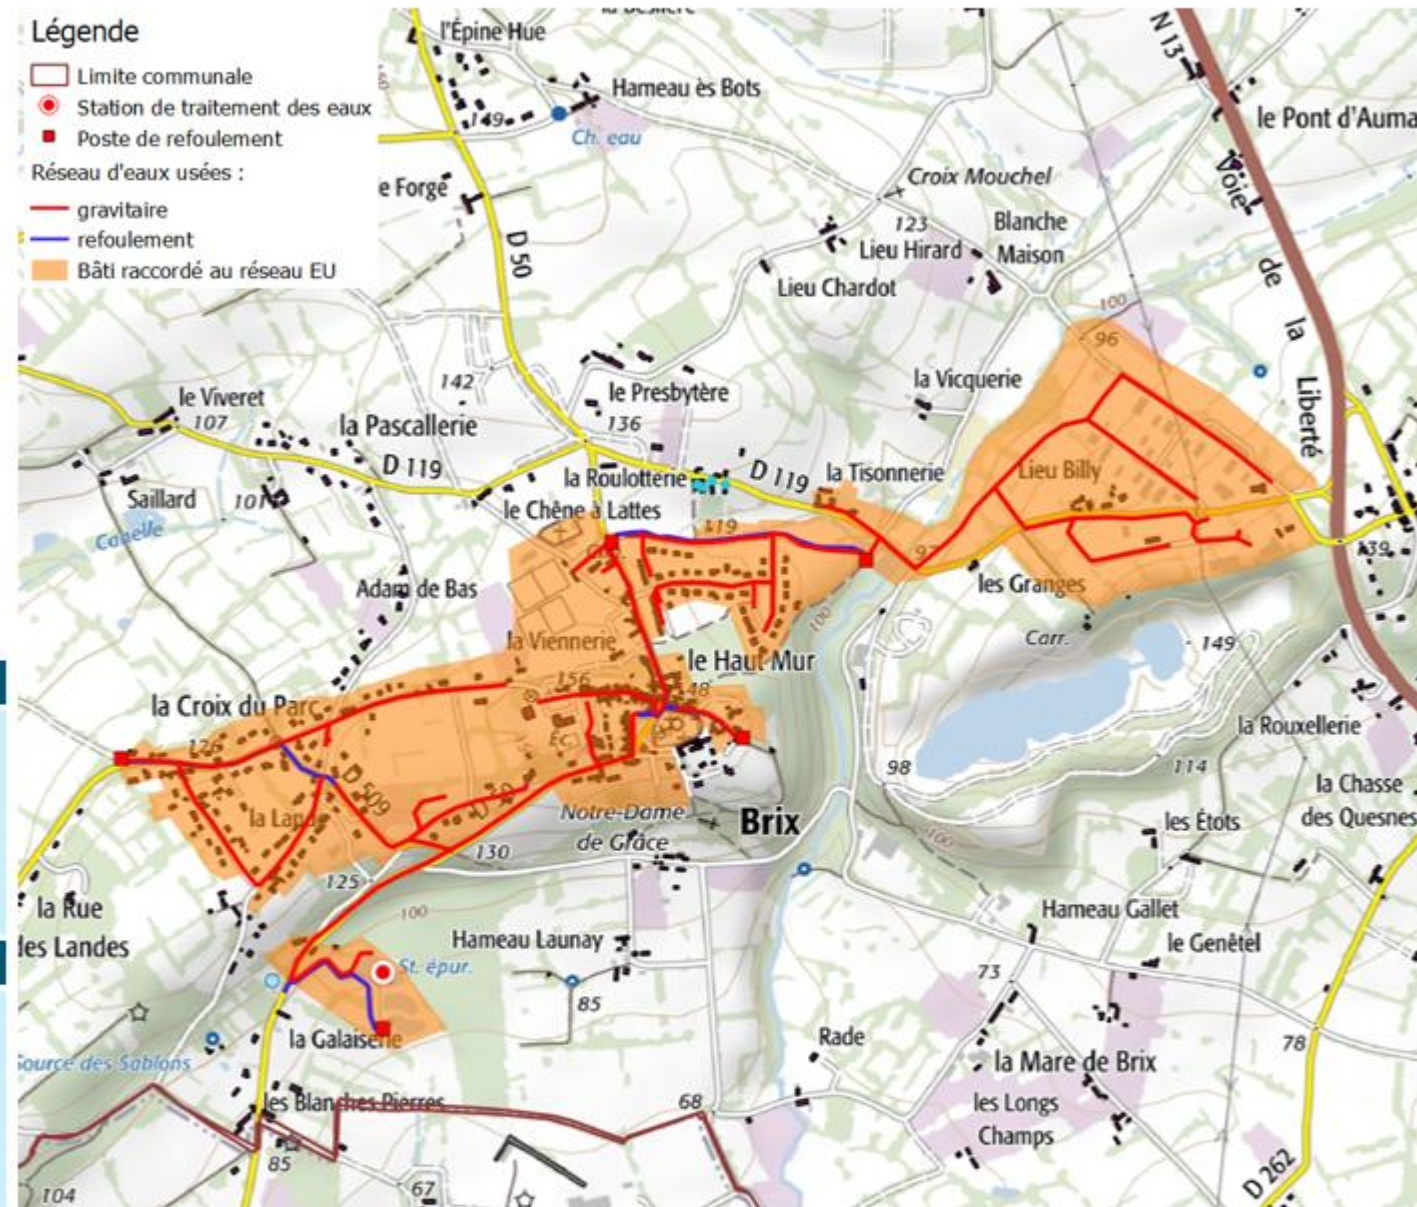 Légende
Limite communale
Station de traitement des eaux
Poste de refoulement
Réseau d'eaux usées :
gravitaire
refoulement
Bâti raccordé au réseau EU
l'Épine Hue
149
Hameau ès Bots
Ch. eau
N 13
le Pont d'Auma
Voie
de
la
Liberté
e Forge
D 50
Croix Mouchel
123
Blanche
Maison
Lieu Hirard
Lieu Chardot
100
96
142
le Viveret
107
la Pascallerie
D 119
le Presbytère
136
la Vicquerie
la Roulotterie
D 119
la Tisonnerie
Lieu Billy
Saillard
101
Canelle
le Chêne à Lattes
119
97
139
Adam de Bas
les Granges
100
Carr.
149
la Viennerie
le Haut Mur
156
148
la Croix du Parc
126
la Rouxellerie
D 509
98
114
la Chasse
des Quesnes
Notre-Dame
de Grâce
Brix
130
100
les Étots
125
la Rue
des Landes
100
Hameau Launay
Hameau Gallet
le Genêtel
St. épur.
73
85
la Galaiserie
Rade
78
Source des Sablons
la Mare de Brix
les Blanches Pierres
68
les Longs
Champs
85
67
104
D 262